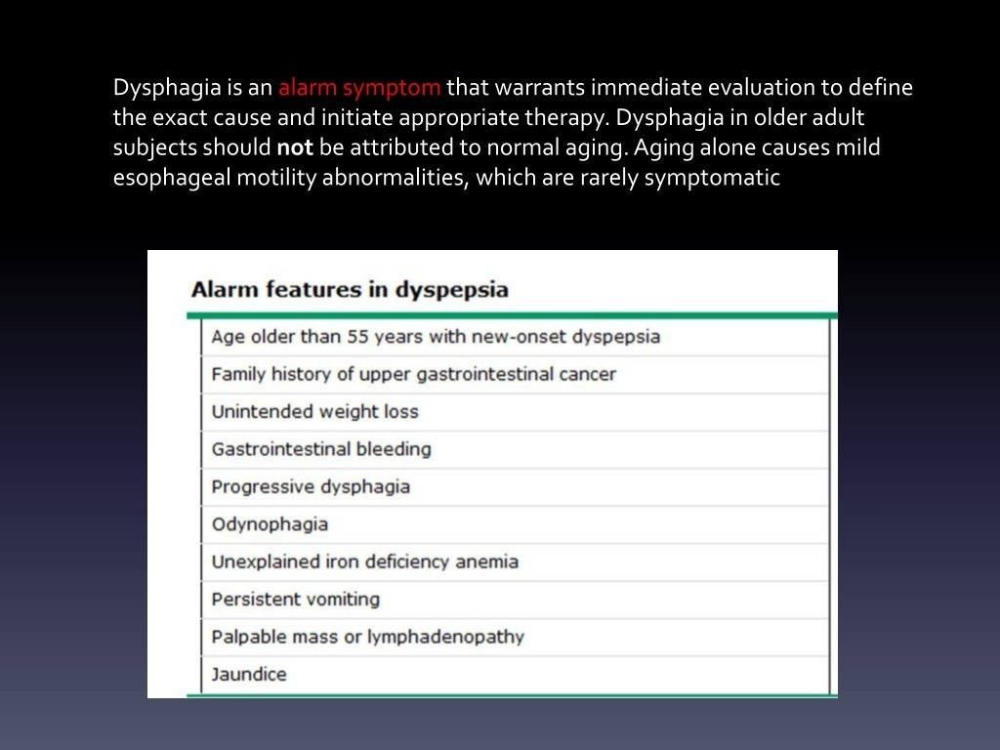 Dysphagia is an alarm symptom that warrants immediate evaluation to define
the exact cause and initiate appropriate therapy. Dysphagia in older adult
subjects should not be attributed to normal aging. Aging alone causes mild
esophageal motility abnormalities, which are rarely symptomatic
Alarm features in dyspepsia
Age older than 55 years with new-onset dyspepsia
Family history of upper gastrointestinal cancer
Unintended weight loss
Gastrointestinal bleeding
Progressive dysphagia
Odynophagia
Unexplained iron deficiency anemia
Persistent vomiting
Palpable mass or lymphadenopathy
Jaundice